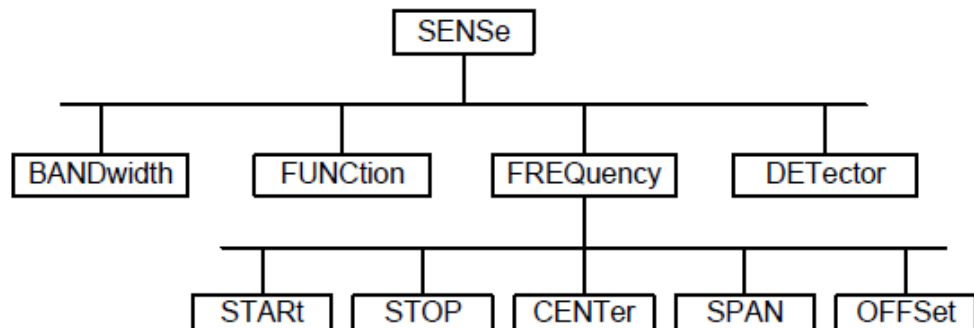 SENSe
BANDwidth FUNCtion FREQuency DETector
STARt STOP CENTer SPAN OFFSet